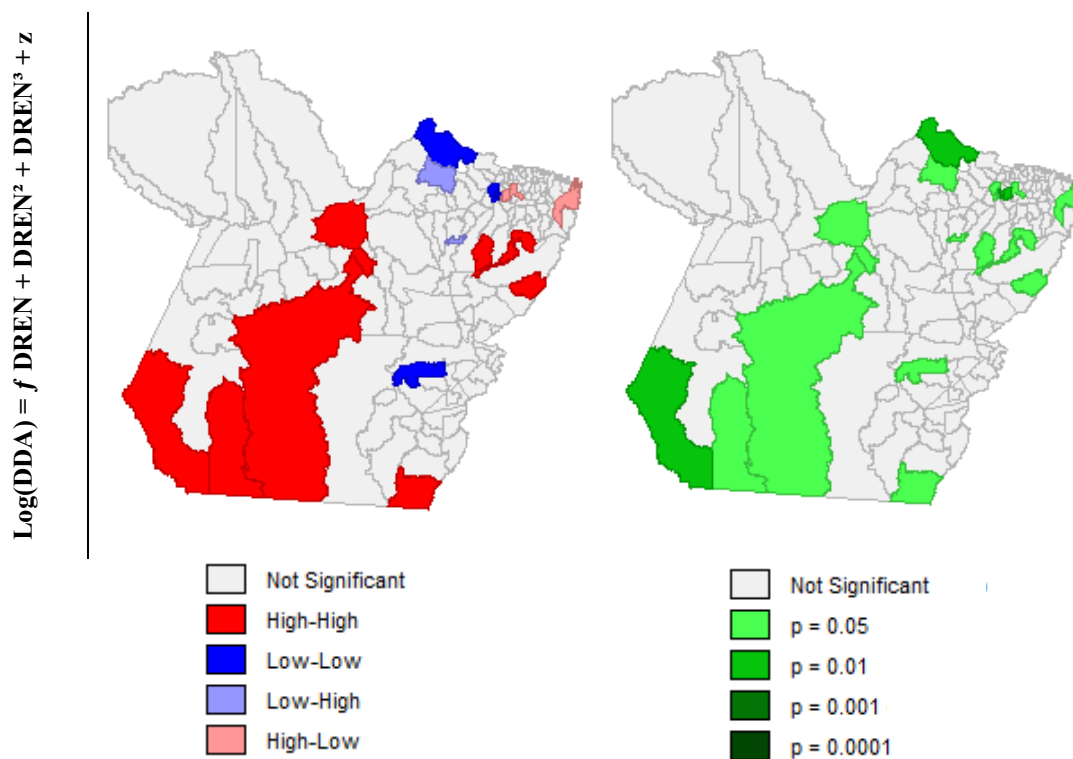 Log(DDA) = f DREN + DREN² + DREN³ + z
Not Significant
High-High
Low-Low
Low-High
High-Low
Not Significant
p = 0.05
p = 0.01
p = 0.001
p = 0.0001